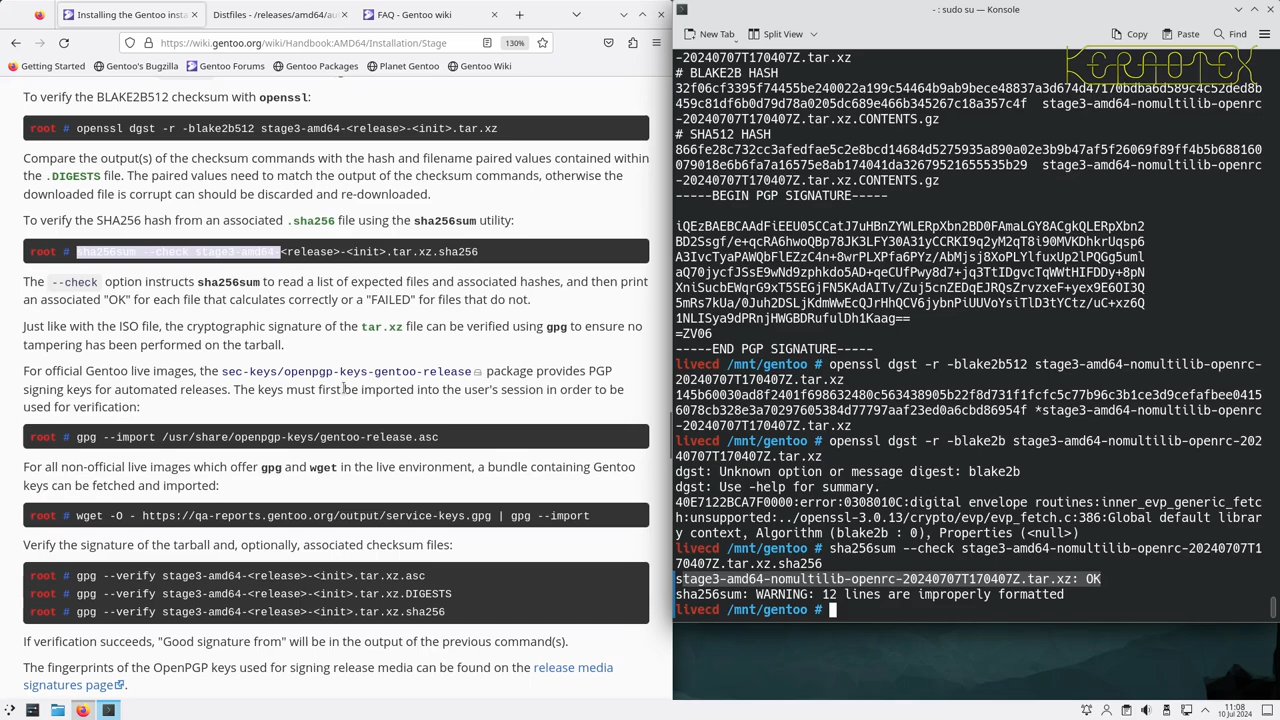 Installing the Gentoo insta
Distfiles - /releases/amd64/au
FAQ - Gentoo wiki
https://wiki.gentoo.org/wiki/Handbook:AMD64/Installation/Stage
130%
Getting Started
Gentoo's Bugzilla
Gentoo Forums
Gentoo Packages
Planet Gentoo
Gentoo Wiki
To verify the BLAKE2B512 checksum with openssl:
root # openssl dgst -r -blake2b512 stage3-amd64-<release>-<init>.tar.xz
Compare the output(s) of the checksum commands with the hash and filename paired values contained within
the .DIGESTS file. The paired values need to match the output of the checksum commands, otherwise the
downloaded file is corrupt can should be discarded and re-downloaded.
To verify the SHA256 hash from an associated .sha256 file using the sha256sum utility:
root # sha256sum --check stage3-amd64-<release>-<init>.tar.xz.sha256
The --check option instructs sha256sum to read a list of expected files and associated hashes, and then print
an associated "OK" for each file that calculates correctly or a "FAILED" for files that do not.
Just like with the ISO file, the cryptographic signature of the tar.xz file can be verified using gpg to ensure no
tampering has been performed on the tarball.
For official Gentoo live images, the sec-keys/openpgp-keys-gentoo-release package provides PGP
signing keys for automated releases. The keys must first be imported into the user's session in order to be
used for verification:
root # gpg --import /usr/share/openpgp-keys/gentoo-release.asc
For all non-official live images which offer gpg and wget in the live environment, a bundle containing Gentoo
keys can be fetched and imported:
root # wget -O - https://qa-reports.gentoo.org/output/service-keys.gpg | gpg --import
Verify the signature of the tarball and, optionally, associated checksum files:
root # gpg --verify stage3-amd64-<release>-<init>.tar.xz.asc
root # gpg --verify stage3-amd64-<release>-<init>.tar.xz.DIGESTS
root # gpg --verify stage3-amd64-<release>-<init>.tar.xz.sha256
If verification succeeds, "Good signature from" will be in the output of the previous command(s).
The fingerprints of the OpenPGP keys used for signing release media can be found on the release media
signatures page.
- : sudo su — Konsole
New Tab
Split View
Copy
Paste
Find
KERNOTEX
-20240707T170407Z.tar.xz
# BLAKE2B HASH
32f06cf3395f74455be240022a199c54464b9ab9bece48837a3d674d47170bdba6d589c4c52ded8b
459c81df6b0d79d78a0205dc689e466b345267c18a357c4f  stage3-amd64-nomultilib-openrc
-20240707T170407Z.tar.xz.CONTENTS.gz
# SHA512 HASH
866fe28c732cc3afedfae5c2e8bcd14684d5275935a890a02e3b9b47af5f26069f89ff4b5b688160
079018e6b6fa7a16575e8ab174041da32679521655535b29  stage3-amd64-nomultilib-openrc
-20240707T170407Z.tar.xz.CONTENTS.gz
-----BEGIN PGP SIGNATURE-----
iQEzBAEBCAAdFiEEU05CCatJ7uHBnZYWLERpXbn2BD0FAmaLGY8ACgkQLERpXbn2
BD2Ssgf/e+qcRA6hwoQBp78JK3LFY30A31yCCRKI9q2yM2qT8i90MVKDhkrUqsp6
A3IvcTyaPAWQbFlEZzC4n+8wrPLXPfa6PYz/AbMjsj8XoPLYlfuxUp2lPQGg5uml
aQ70jycfJSsE9wNd9zphkdo5AD+qeCUfPwy8d7+jq3TtIDgvcTqWWtHIFDDy+8pN
XniSucbEWqrG9xT5SEGjFN5KdDuokoxiAITv/Zuj5cnZEDqEJRQsZrvzxeF+yex9E6OI3Q
5mRs7kUa/0Juh2DSLjKdmWwEcQJrHhQCV6jybnPiUUVoYsiTlD3tYCtz/uC+xz6Q
1NLISya9dPRnjHWGBDRufulDh1Kaag==
=ZV06
-----END PGP SIGNATURE-----
livecd /mnt/gentoo # openssl dgst -r -blake2b512 stage3-amd64-nomultilib-openrc-
20240707T170407Z.tar.xz
145b60030ad8f2401f696832480c563438905b22f8d731f1fcfc5c77b96c3b1ce3d9cefafbee0415
6078cb328e3a70297605384d77797aaf23ed0a6cbd86954f *stage3-amd64-nomultilib-openrc
-20240707T170407Z.tar.xz
livecd /mnt/gentoo # openssl dgst -r -blake2b stage3-amd64-nomultilib-openrc-202
40707T170407Z.tar.xz
dgst: Unknown option or message digest: blake2b
dgst: Use -help for summary.
40E7122BCA7F0000:error:0308010C:digital envelope routines:inner_evp_generic_fetc
h:unsupported:../openssl-3.0.13/crypto/evp/evp_fetch.c:386:Global default librar
y context, Algorithm (blake2b : 0), Properties (<null>)
livecd /mnt/gentoo # sha256sum --check stage3-amd64-nomultilib-openrc-20240707T1
70407Z.tar.xz.sha256
stage3-amd64-nomultilib-openrc-20240707T170407Z.tar.xz: OK
sha256sum: WARNING: 12 lines are improperly formatted
livecd /mnt/gentoo #
11:08
10 Jul 2024